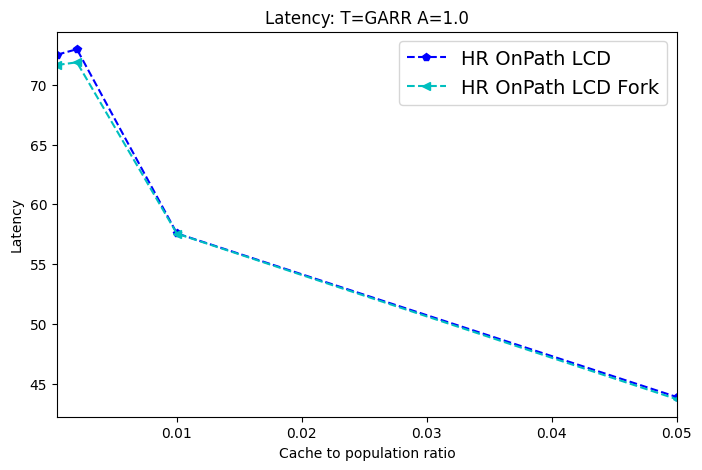 Latency: T=GARR A=1.0
HR OnPath LCD
HR OnPath LCD Fork
Latency
70
65
60
55
50
45
0.01
0.02
0.03
0.04
0.05
Cache to population ratio